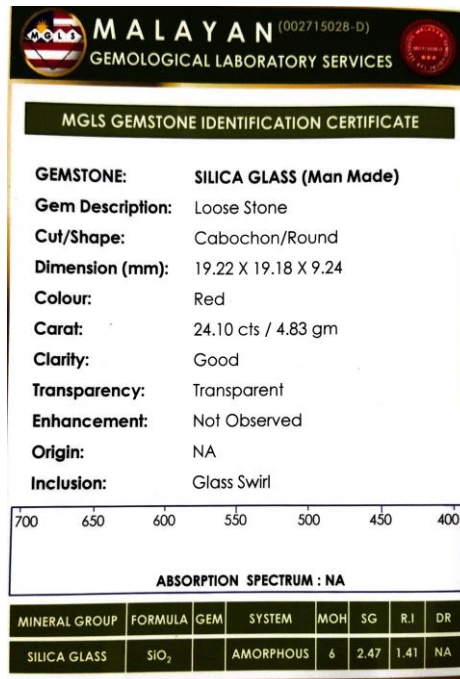 MGLS
MALAYAN (002715028-D)
GEMOLOGICAL LABORATORY SERVICES
MGLS GEMSTONE IDENTIFICATION CERTIFICATE
GEMSTONE: SILICA GLASS (Man Made)
Gem Description: Loose Stone
Cut/Shape: Cabochon/Round
Dimension (mm): 19.22 X 19.18 X 9.24
Colour: Red
Carat: 24.10 cts / 4.83 gm
Clarity: Good
Transparency: Transparent
Enhancement: Not Observed
Origin: NA
Inclusion: Glass Swirl
700 650 600 550 500 450 400
ABSORPTION SPECTRUM : NA
MINERAL GROUP FORMULA GEM SYSTEM MOH SG R.I DR
SILICA GLASS SiO₂ AMORPHOUS 6 2.47 1.41 NA